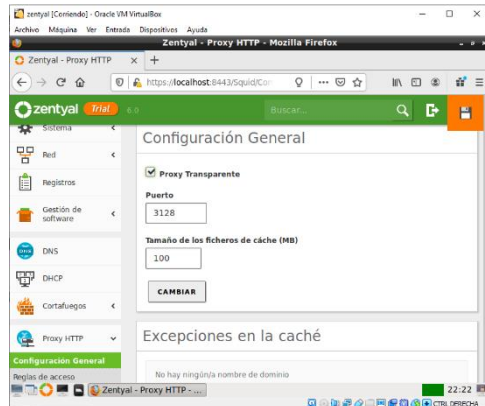 zentyal [Corriendo] - Oracle VM VirtualBox
Archivo Máquina Ver Entrada Dispositivos Ayuda
Zentyal - Proxy HTTP - Mozilla Firefox
Zentyal - Proxy HTTP
https://localhost:8443/Squid/Cor
zentyal Trial 6.0 Buscar...
Sistema
Red
Registros
Gestión de
software
DNS
DHCP
Cortafuegos
Proxy HTTP
Configuración General
Reglas de acceso
Configuración General
Proxy Transparente
Puerto
3128
Tamaño de los ficheros de cáche (MB)
100
CAMBIAR
Excepciones en la caché
No hay ningún/a nombre de dominio
Zentyal - Proxy HTTP - ...
22:22
CTRL DERECHA